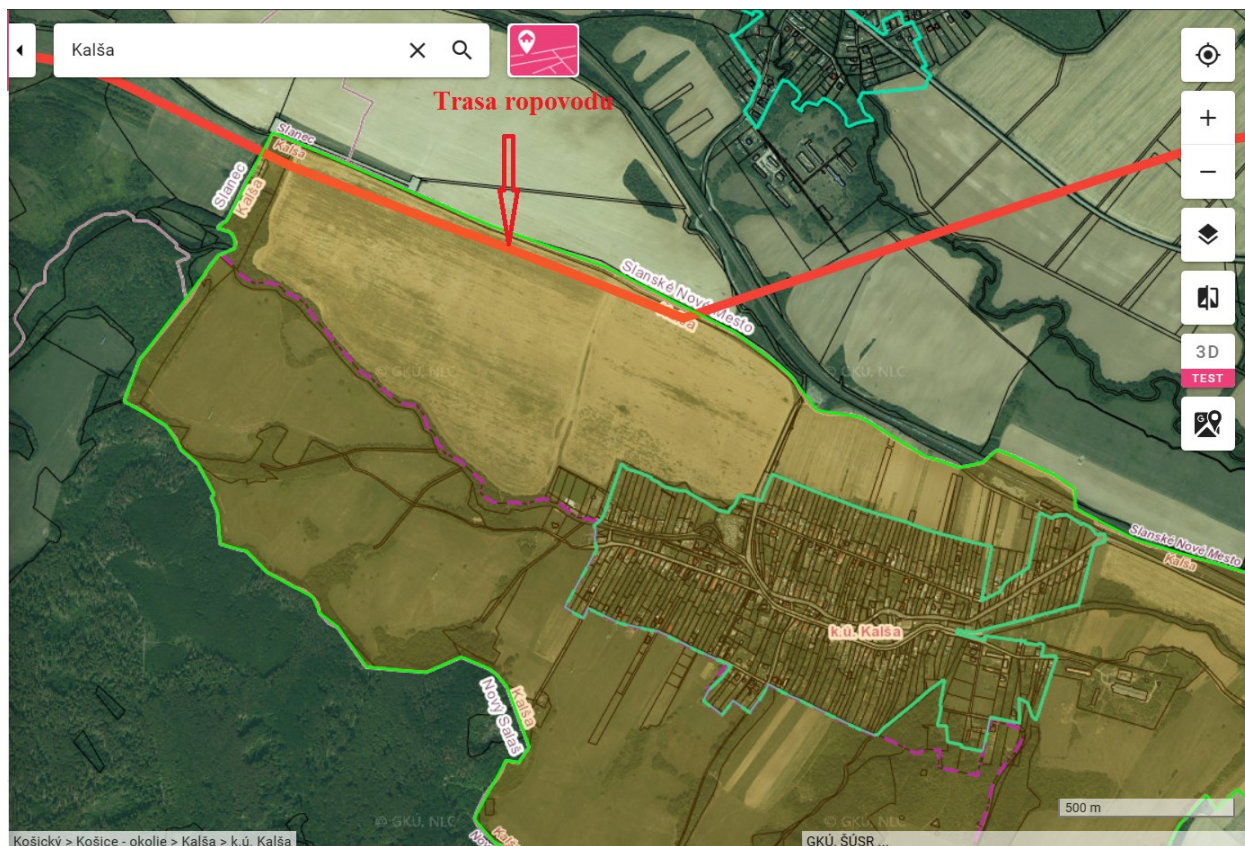 Kalša
Trasa ropovodu
Slanec
Kalša
Slanec
Kalša
Slanské Nové Mesto
© GKÚ, NLC
© GKÚ, NLC
3D
TEST
Slanské Nové Mesto
Kalša
k.ú. Kalša
Kalša
Nový Salaš
500 m
© GKÚ, NLC
Košický > Košice - okolie > Kalša > k.ú. Kalša
GKÚ, ŠÚSR ...